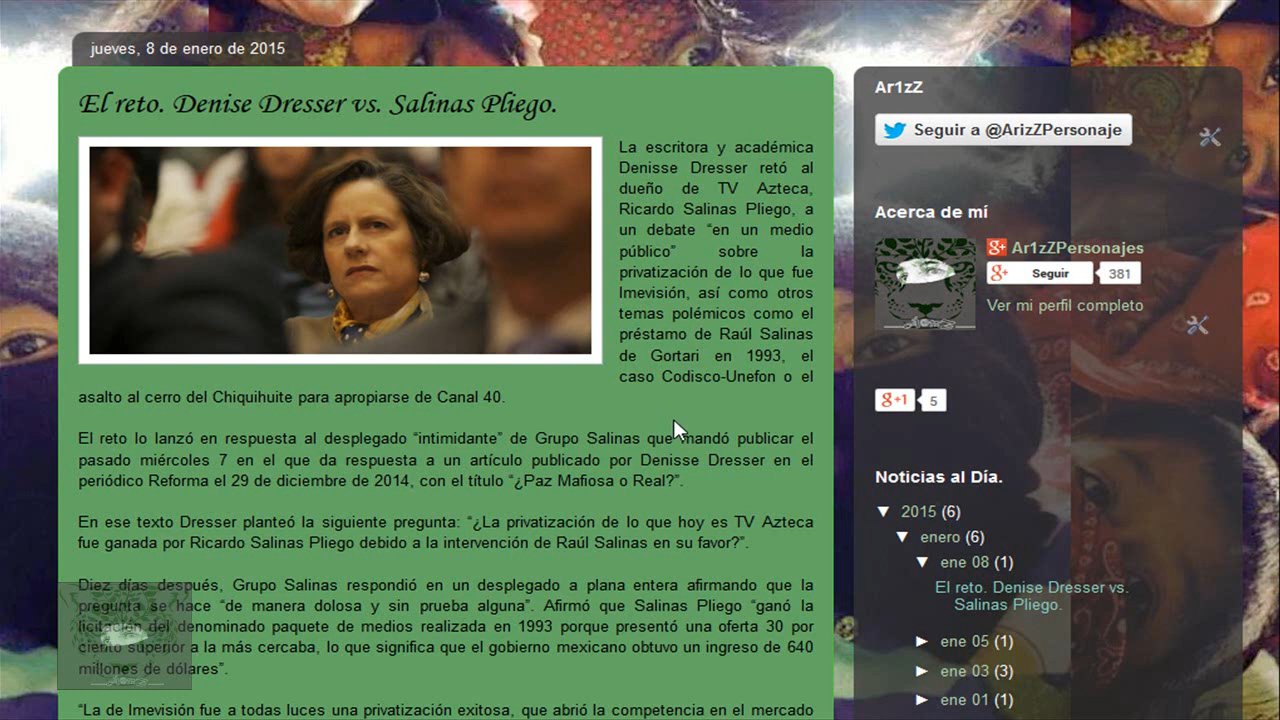 jueves, 8 de enero de 2015
El reto. Denise Dresser vs. Salinas Pliego.
La escritora y académica
Denisse Dresser retó al
dueño de TV Azteca,
Ricardo Salinas Pliego, a
un debate “en un medio
público” sobre la
privatización de lo que fue
Imevisión, así como otros
temas polémicos como el
préstamo de Raúl Salinas
de Gortari en 1993, el
caso Codisco-Unefon o el
asalto al cerro del Chiquihuite para apropiarse de Canal 40.
El reto lo lanzó en respuesta al desplegado “intimidante” de Grupo Salinas que mandó publicar el
pasado miércoles 7 en el que da respuesta a un artículo publicado por Denisse Dresser en el
periódico Reforma el 29 de diciembre de 2014, con el título “¿Paz Mafiosa o Real?”.
En ese texto Dresser planteó la siguiente pregunta: “¿La privatización de lo que hoy es TV Azteca
fue ganada por Ricardo Salinas Pliego debido a la intervención de Raúl Salinas en su favor?”.
Diez días después, Grupo Salinas respondió en un desplegado a plana entera afirmando que la
pregunta se hace “de manera dolosa y sin prueba alguna”. Afirmó que Salinas Pliego “ganó la
licitación del denominado paquete de medios realizada en 1993 porque presentó una oferta 30 por
ciento superior a la más cercaba, lo que significa que el gobierno mexicano obtuvo un ingreso de 640
millones de dólares”.
“La de Imevisión fue a todas luces una privatización exitosa, que abrió la competencia en el mercado
Ar1zZ
Seguir a @ArizZPersonaje
Acerca de mí
g+ Ar1zZPersonajes
g+ Seguir 381
Ver mi perfil completo
g+1 5
Noticias al Día.
▼ 2015 (6)
▼ enero (6)
▼ ene 08 (1)
El reto. Denise Dresser vs.
Salinas Pliego.
► ene 05 (1)
► ene 03 (3)
► ene 01 (1)